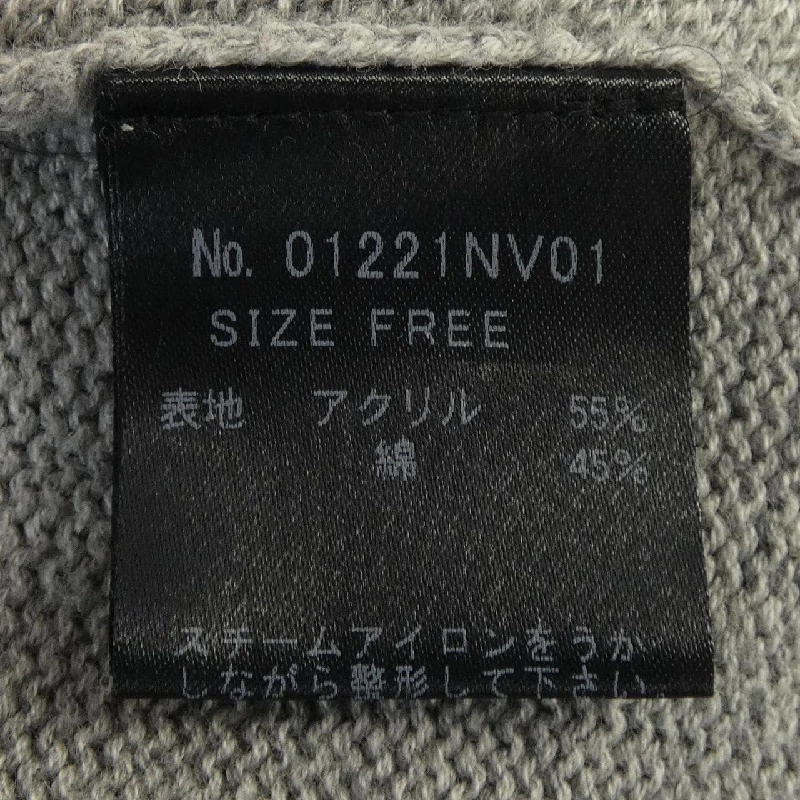 No. 01221NV01
SIZE FREE
表地 アクリル 55%
綿 45%
スチームアイロンをうか
しながら整形して下さい。